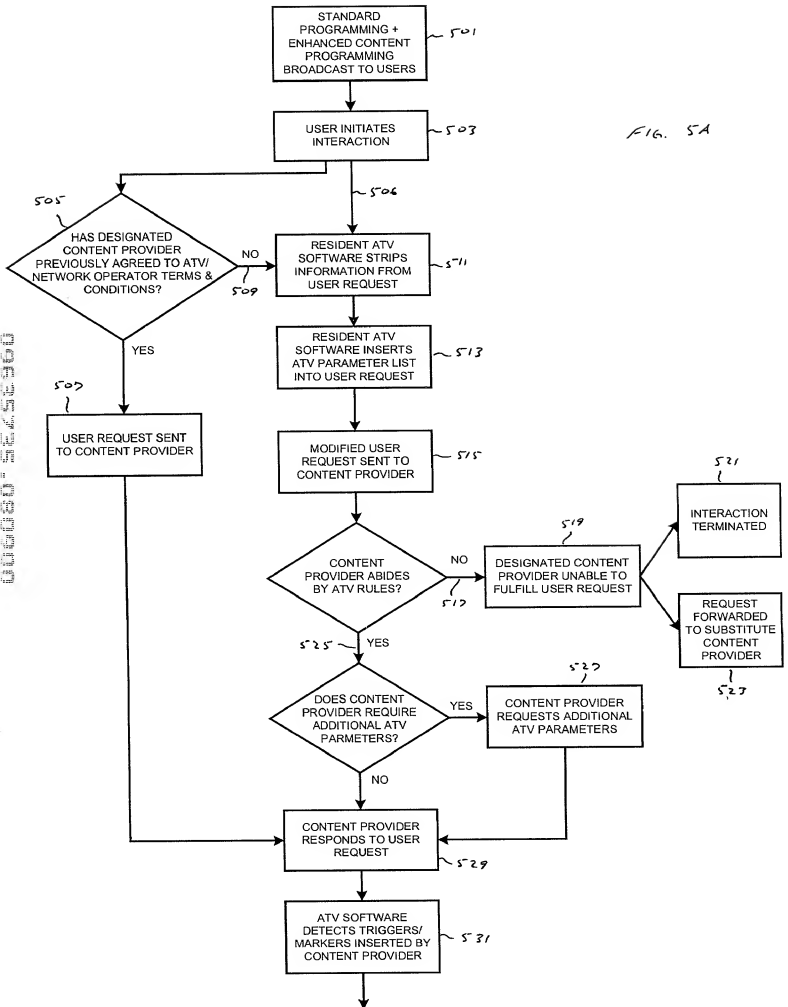 STANDARD
PROGRAMMING +
ENHANCED CONTENT
PROGRAMMING
BROADCAST TO USERS
501
USER INITIATES
INTERACTION
503
FIG. 5A
506
505
HAS DESIGNATED
CONTENT PROVIDER
PREVIOUSLY AGREED TO ATV/
NETWORK OPERATOR TERMS &
CONDITIONS?
NO
509
RESIDENT ATV
SOFTWARE STRIPS
INFORMATION FROM
USER REQUEST
511
YES
RESIDENT ATV
SOFTWARE INSERTS
ATV PARAMETER LIST
INTO USER REQUEST
513
507
USER REQUEST SENT
TO CONTENT PROVIDER
MODIFIED USER
REQUEST SENT TO
CONTENT PROVIDER
515
CONTENT
PROVIDER ABIDES
BY ATV RULES?
NO
517
519
DESIGNATED CONTENT
PROVIDER UNABLE TO
FULFILL USER REQUEST
521
INTERACTION
TERMINATED
REQUEST
FORWARDED
TO SUBSTITUTE
CONTENT
PROVIDER
523
525
YES
DOES CONTENT
PROVIDER REQUIRE
ADDITIONAL ATV
PARMETERS?
YES
527
CONTENT PROVIDER
REQUESTS ADDITIONAL
ATV PARAMETERS
NO
CONTENT PROVIDER
RESPONDS TO USER
REQUEST
529
ATV SOFTWARE
DETECTS TRIGGERS/
MARKERS INSERTED BY
CONTENT PROVIDER
531